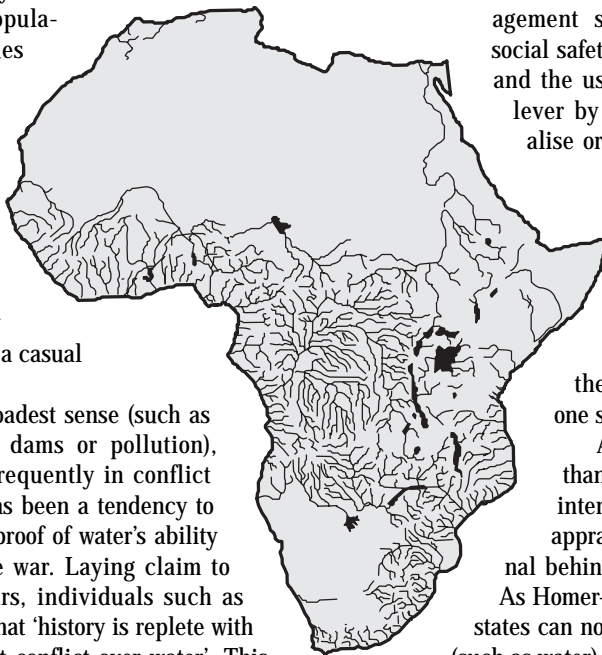 opula-
es
a casual
oadest sense (such as
dams or pollution),
requently in conflict
as been a tendency to
proof of water's ability
e war. Laying claim to
rs, individuals such as
hat 'history is replete with
t conflict over water'. This
agement s
social safet
and the us
lever by
alise or
the
one s
A
than
inter
appra
nal behin
As Homer-
states can no
(such as water)